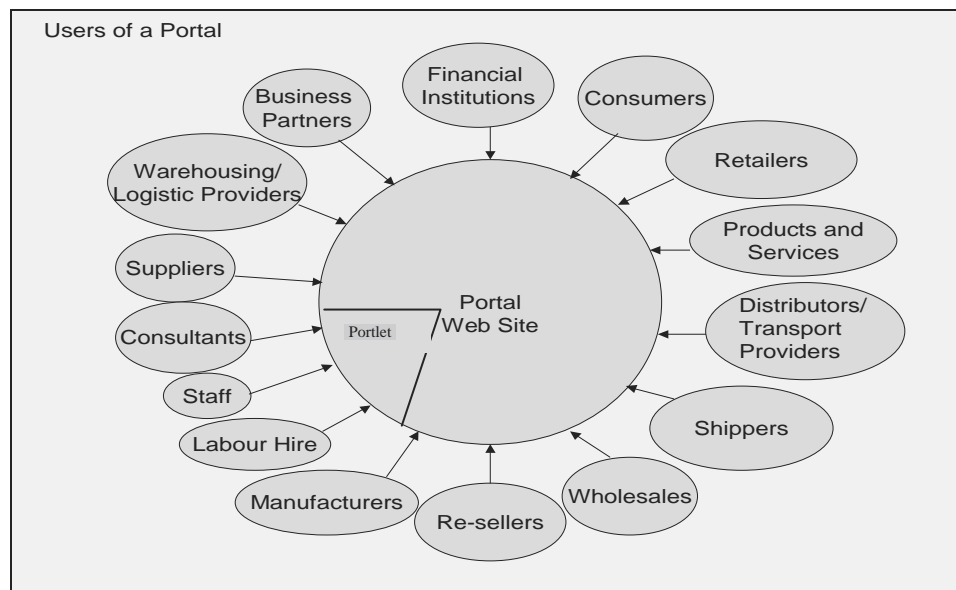 Users of a Portal
Financial
Institutions
Consumers
Retailers
Products and
Services
Distributors/
Transport
Providers
Shippers
Wholesales
Re-sellers
Manufacturers
Labour Hire
Staff
Consultants
Suppliers
Warehousing/
Logistic Providers
Business
Partners
Portal
Web Site
Portlet